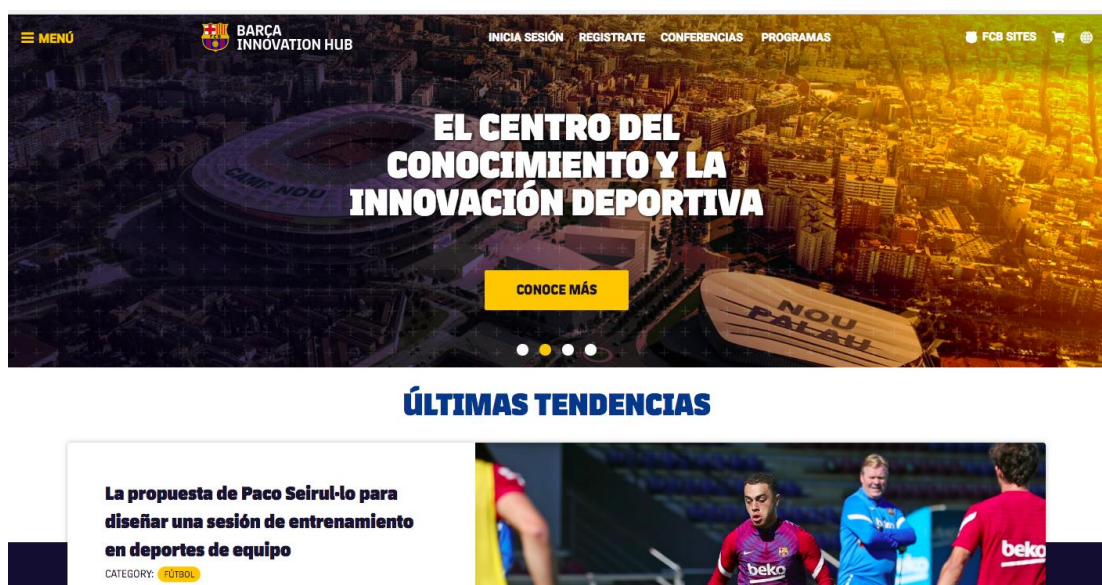 MENÚ
BARÇA
INNOVATION HUB
INICIA SESIÓN REGISTRATE CONFERENCIAS PROGRAMAS
FCB SITES
EL CENTRO DEL
CONOCIMIENTO Y LA
INNOVACIÓN DEPORTIVA
CAMP NOU
CONOCE MÁS
NOU
PALAU
ÚLTIMAS TENDENCIAS
La propuesta de Paco Seirul·lo para
diseñar una sesión de entrenamiento
en deportes de equipo
CATEGORY: FÚTBOL
beko
beko